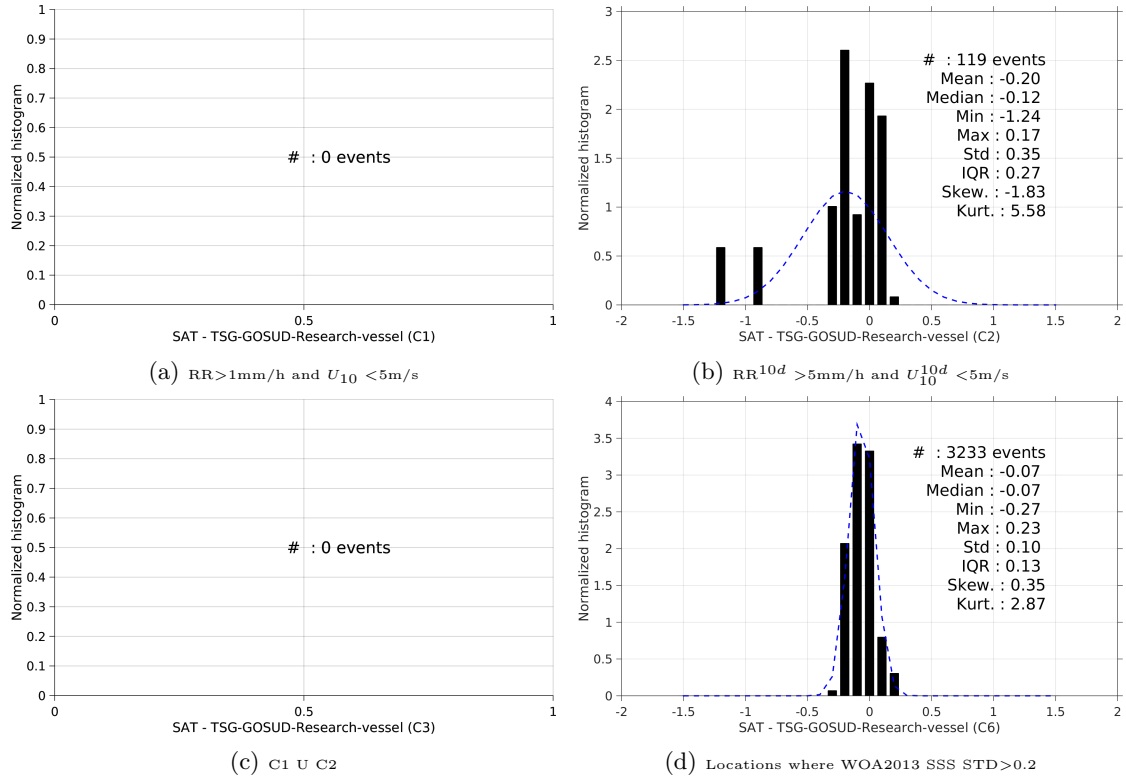 1
0.9
0.8
0.7
0.6
0.5
0.4
0.3
0.2
0.1
0
Normalized histogram
# : 0 events
0 0.5 1
SAT - TSG-GOSUD-Research-vessel (C1)
(a) RR>1mm/h and U10 <5m/s
3
2.5
2
1.5
1
0.5
0
Normalized histogram
# : 119 events
Mean : -0.20
Median : -0.12
Min : -1.24
Max : 0.17
Std : 0.35
IQR : 0.27
Skew. : -1.83
Kurt. : 5.58
-2 -1.5 -1 -0.5 0 0.5 1 1.5 2
SAT - TSG-GOSUD-Research-vessel (C2)
(b) RR^10d >5mm/h and U_10^10d <5m/s
1
0.9
0.8
0.7
0.6
0.5
0.4
0.3
0.2
0.1
0
Normalized histogram
# : 0 events
0 0.5 1
SAT - TSG-GOSUD-Research-vessel (C3)
(c) C1 U C2
4
3.5
3
2.5
2
1.5
1
0.5
0
Normalized histogram
# : 3233 events
Mean : -0.07
Median : -0.07
Min : -0.27
Max : 0.23
Std : 0.10
IQR : 0.13
Skew. : 0.35
Kurt. : 2.87
-2 -1.5 -1 -0.5 0 0.5 1 1.5 2
SAT - TSG-GOSUD-Research-vessel (C6)
(d) Locations where WOA2013 SSS STD>0.2